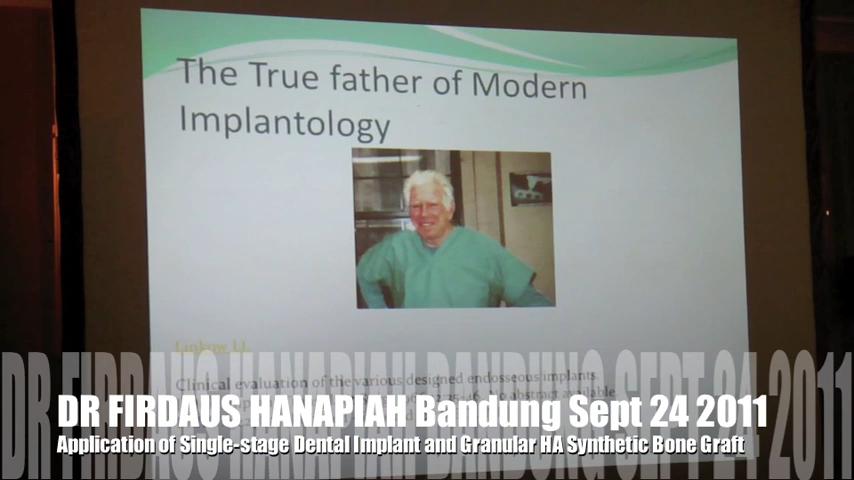 The True father of Modern
Implantology
Linkow LI.
Clinical evaluation of the various designed endosseous implants.
abstract available
DR FIRDAUS HANAPIAH Bandung Sept 24 2011
Application of Single-stage Dental Implant and Granular HA Synthetic Bone Graft
DR FIRDAUS HANAPIAH BANDUNG SEPT 24 2011